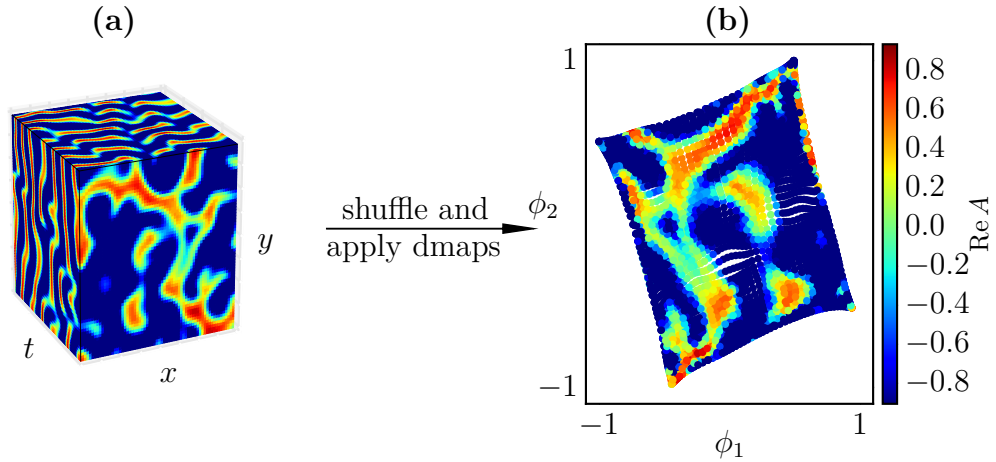 (a)
t
x
y
shuffle and
apply dmaps
(b)
ϕ₂
1
−1
−1
1
ϕ₁
0.8
0.6
0.4
0.2
0.0
−0.2
−0.4
−0.6
−0.8
Re A